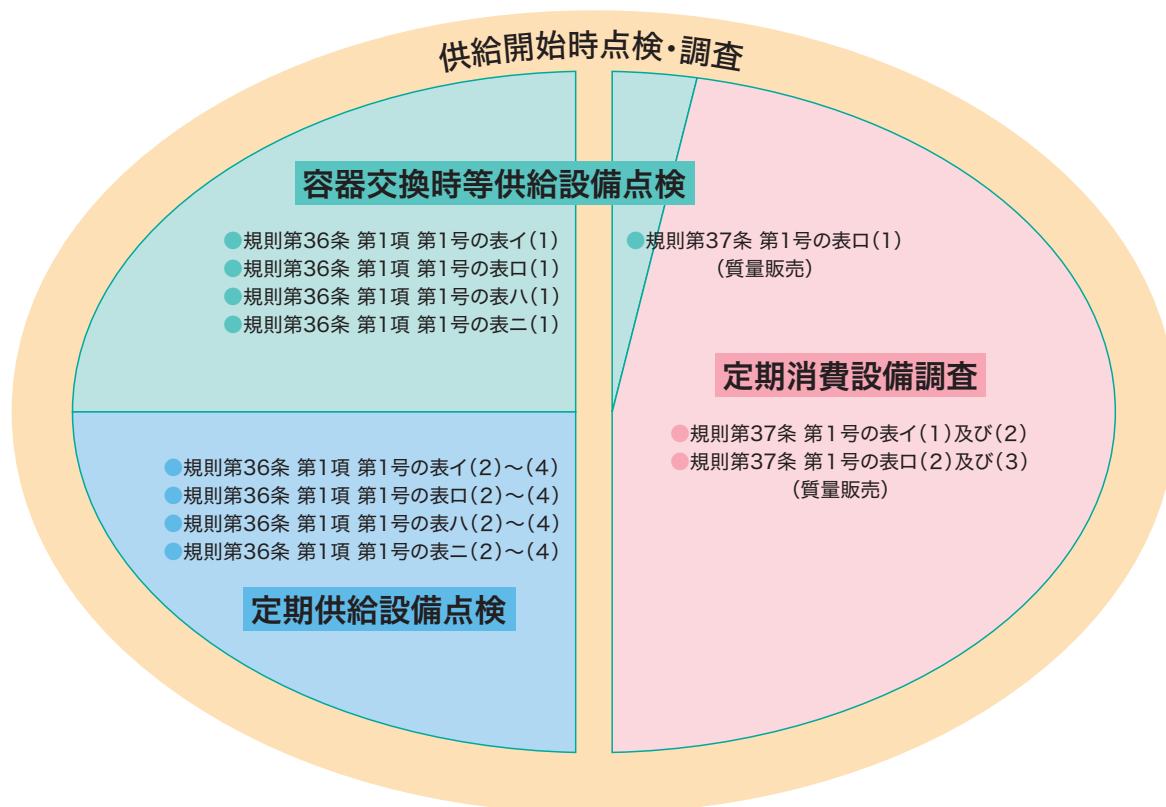 供給開始時点検・調査
容器交換時等供給設備点検
●規則第36条 第1項 第1号の表イ(1)
●規則第36条 第1項 第1号の表ロ(1)
●規則第36条 第1項 第1号の表ハ(1)
●規則第36条 第1項 第1号の表ニ(1)
●規則第37条 第1号の表ロ(1)
(質量販売)
定期消費設備調査
●規則第37条 第1号の表イ(1)及び(2)
●規則第37条 第1号の表ロ(2)及び(3)
(質量販売)
●規則第36条 第1項 第1号の表イ(2)～(4)
●規則第36条 第1項 第1号の表ロ(2)～(4)
●規則第36条 第1項 第1号の表ハ(2)～(4)
●規則第36条 第1項 第1号の表ニ(2)～(4)
定期供給設備点検